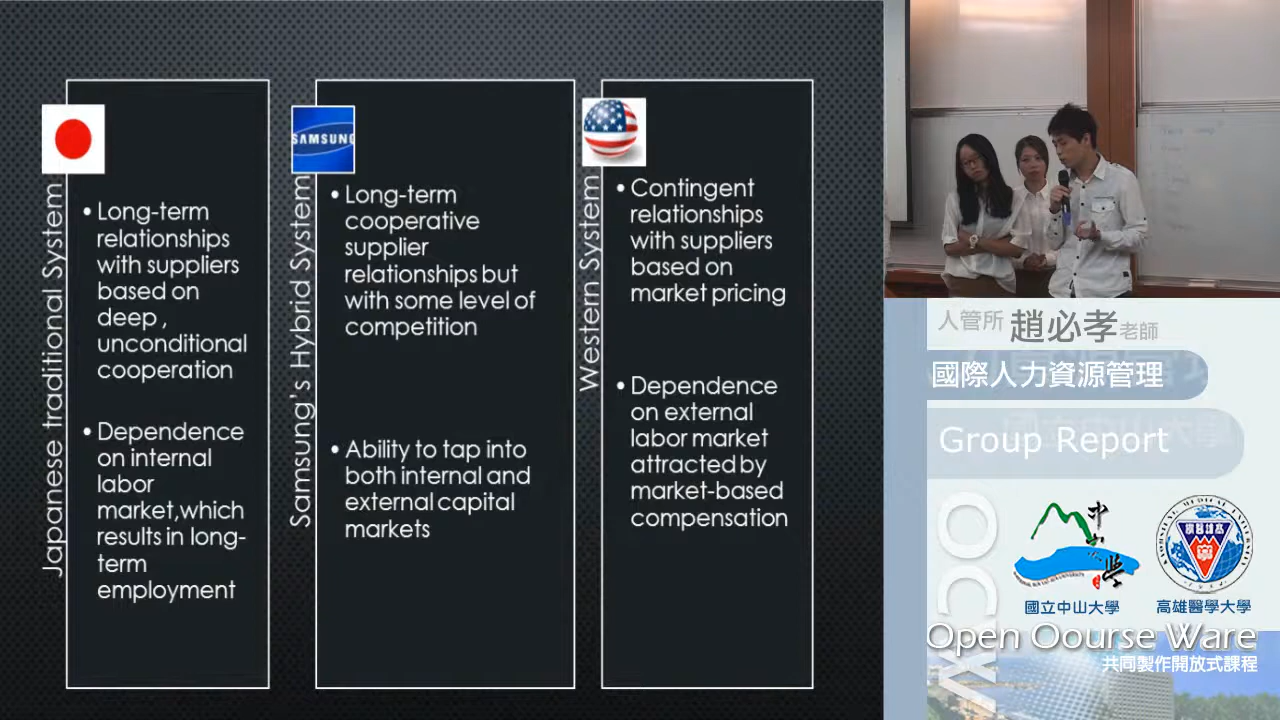 Japanese traditional System
• Long-term
relationships
with suppliers
based on
deep ,
unconditional
cooperation
• Dependence
on internal
labor
market,which
results in long-
term
employment
SAMSUNG
Samsung's Hybrid System
• Long-term
cooperative
supplier
relationships but
with some level of
competition
• Ability to tap into
both internal and
external capital
markets
Western System
• Contingent
relationships
with suppliers
based on
market pricing
• Dependence
on external
labor market
attracted by
market-based
compensation
人管所 趙必孝老師
國際人力資源管理
Group Report
OCW
中山大學
國立中山大學
高雄醫學大學
Open Oourse Ware
共同製作開放式課程